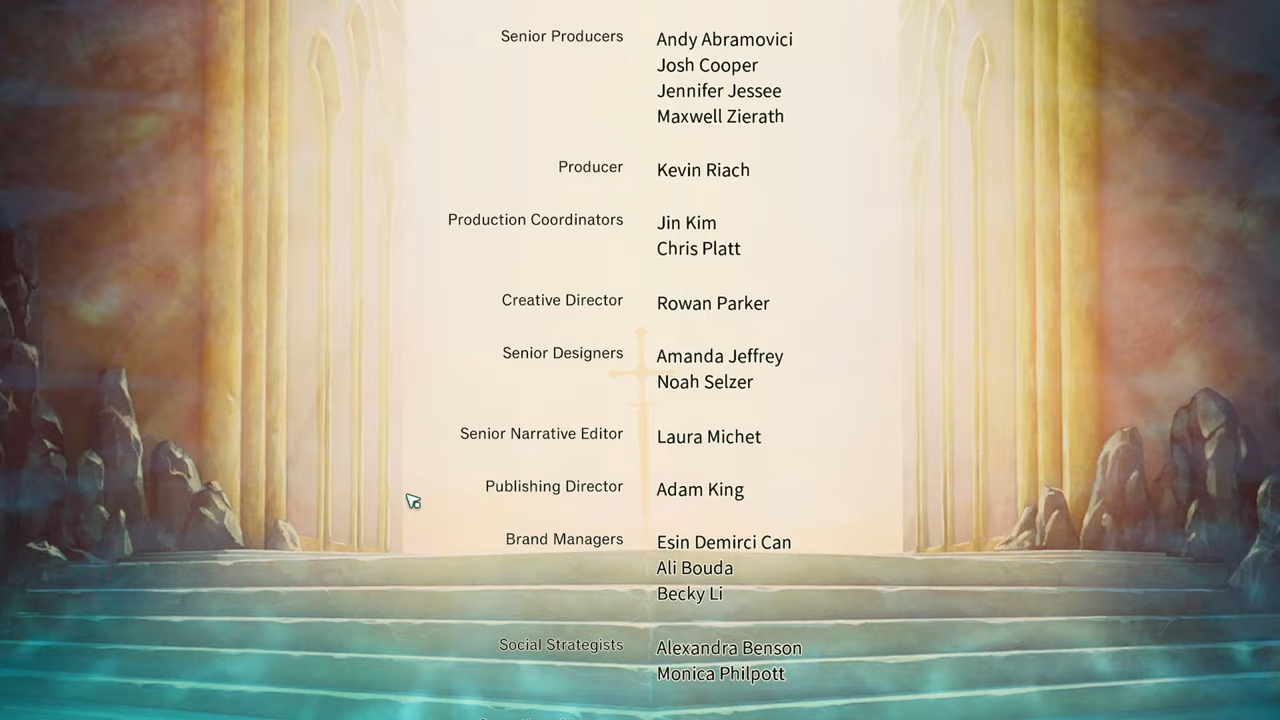 Senior Producers Andy Abramovici
Josh Cooper
Jennifer Jessee
Maxwell Zierath
Producer Kevin Riach
Production Coordinators Jin Kim
Chris Platt
Creative Director Rowan Parker
Senior Designers Amanda Jeffrey
Noah Selzer
Senior Narrative Editor Laura Michet
Publishing Director Adam King
Brand Managers Esin Demirci Can
Ali Bouda
Becky Li
Social Strategists Alexandra Benson
Monica Philpott